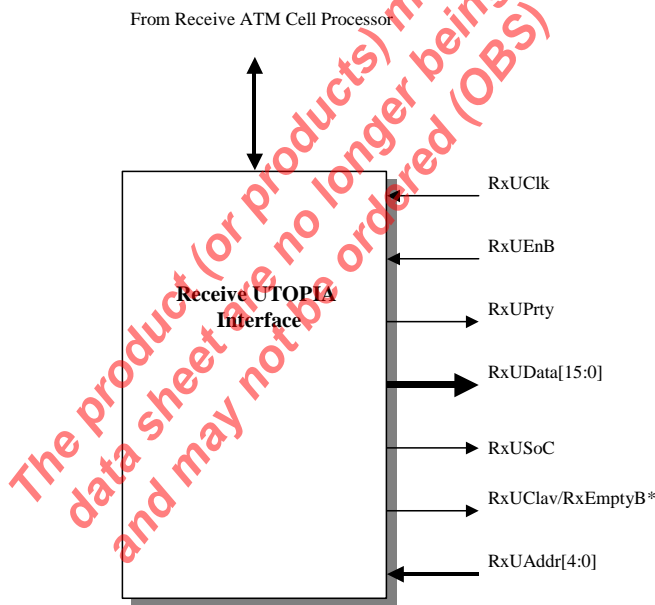 From Receive ATM Cell Processor
RxUClk
RxUEnB
Receive UTOPIA
Interface
RxUPrty
RxUData[15:0]
RxUSoC
RxUClav/RxEmptyB*
RxUAddr[4:0]
The product (or products)
data sheet are no longer being
and may not be ordered (OBS)